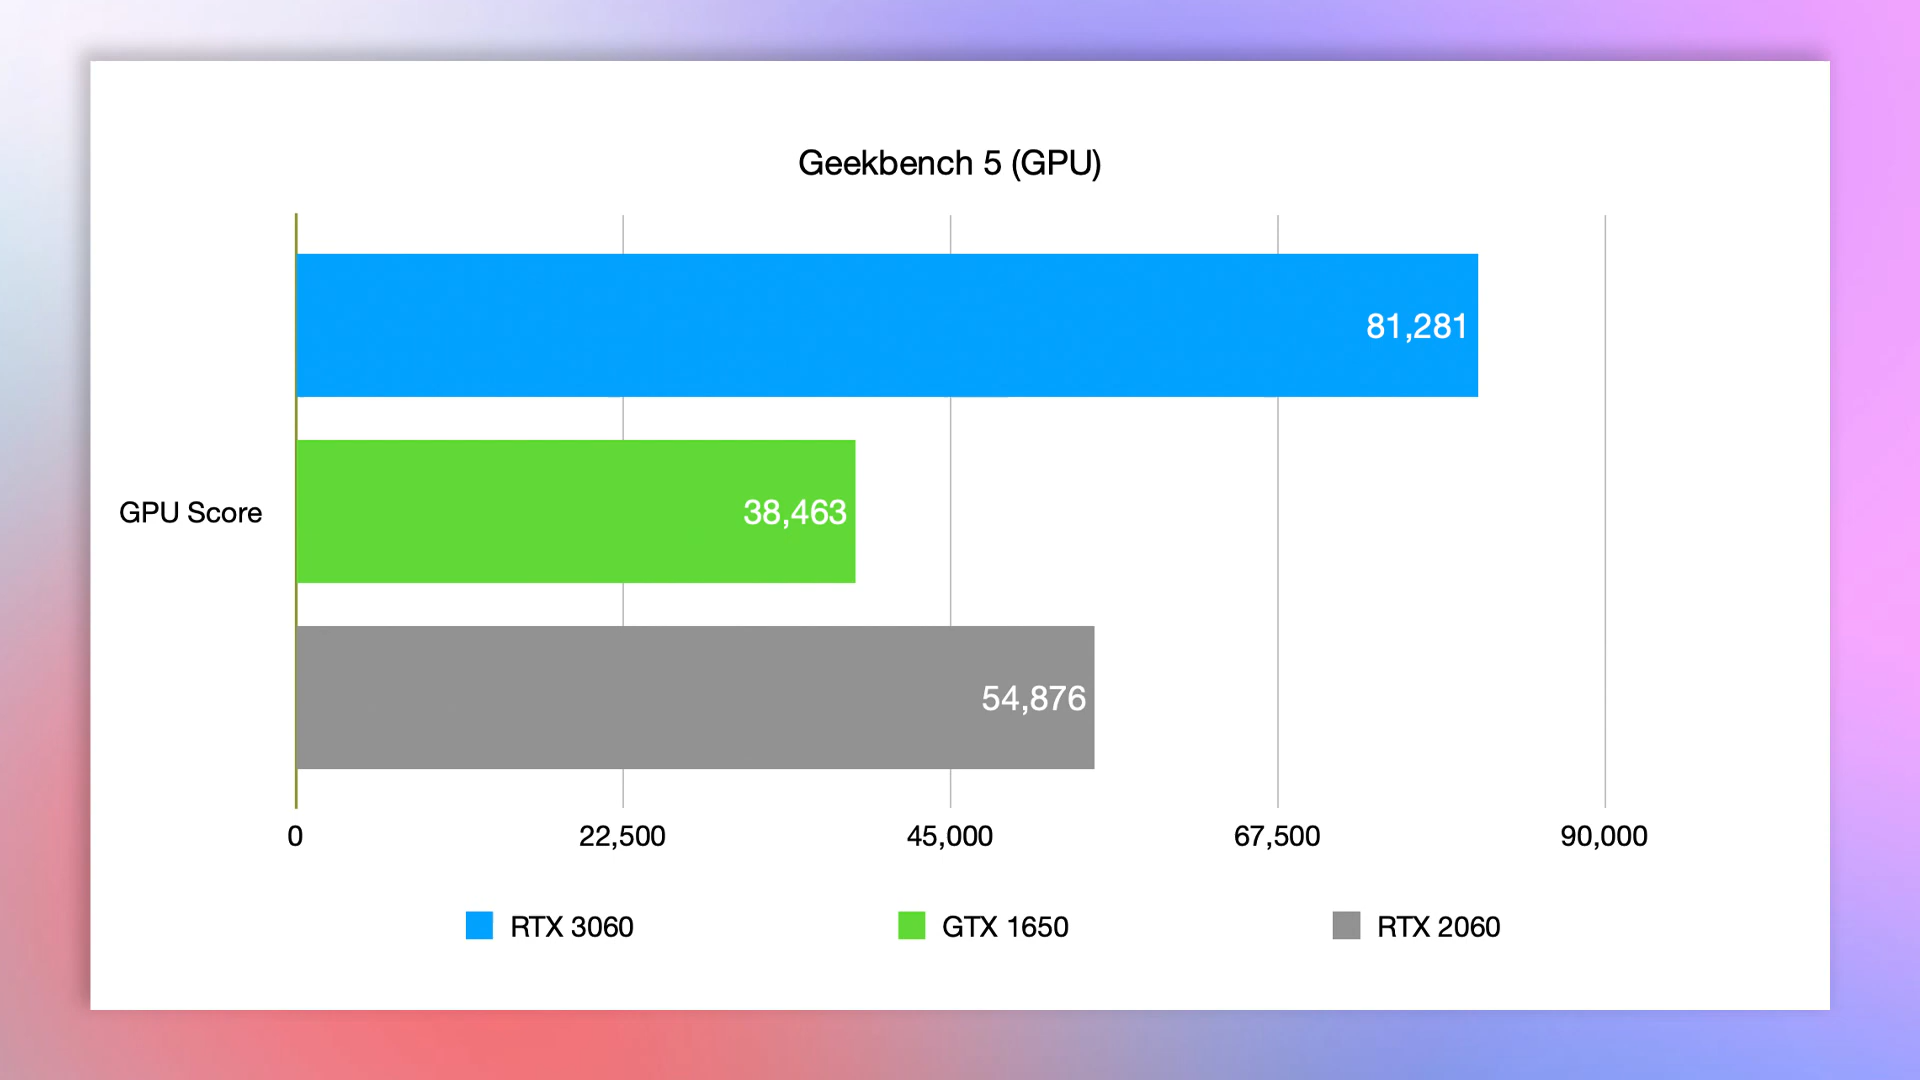 Geekbench 5 (GPU)
81,281
GPU Score
38,463
54,876
0 22,500 45,000 67,500 90,000
RTX 3060 GTX 1650 RTX 2060